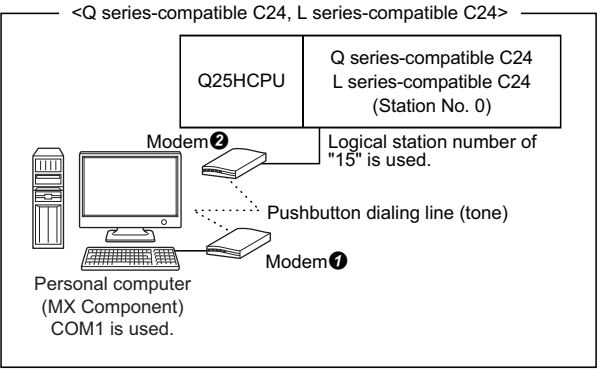 <Q series-compatible C24, L series-compatible C24>
Q25HCPU
Q series-compatible C24
L series-compatible C24
(Station No. 0)
Modem❷
Logical station number of
"15" is used.
Pushbutton dialing line (tone)
Modem❶
Personal computer
(MX Component)
COM1 is used.